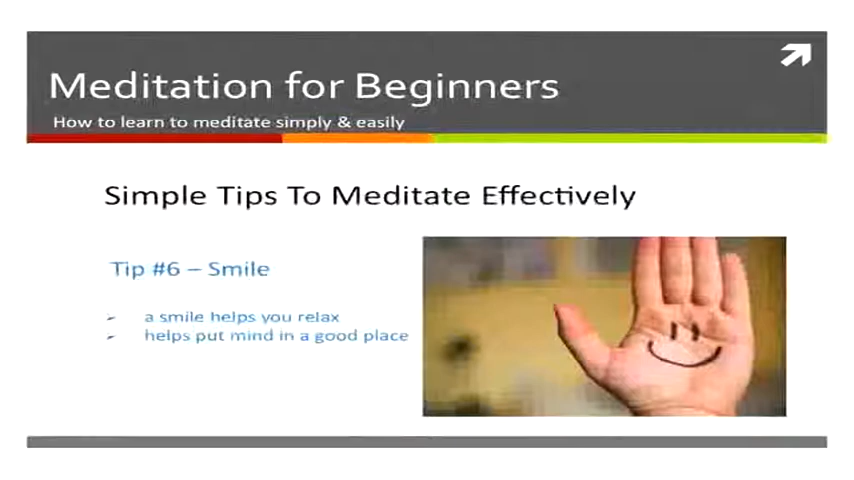 Meditation for Beginners
How to learn to meditate simply & easily
Simple Tips To Meditate Effectively
Tip #6 – Smile
a smile helps you relax
helps put mind in a good place